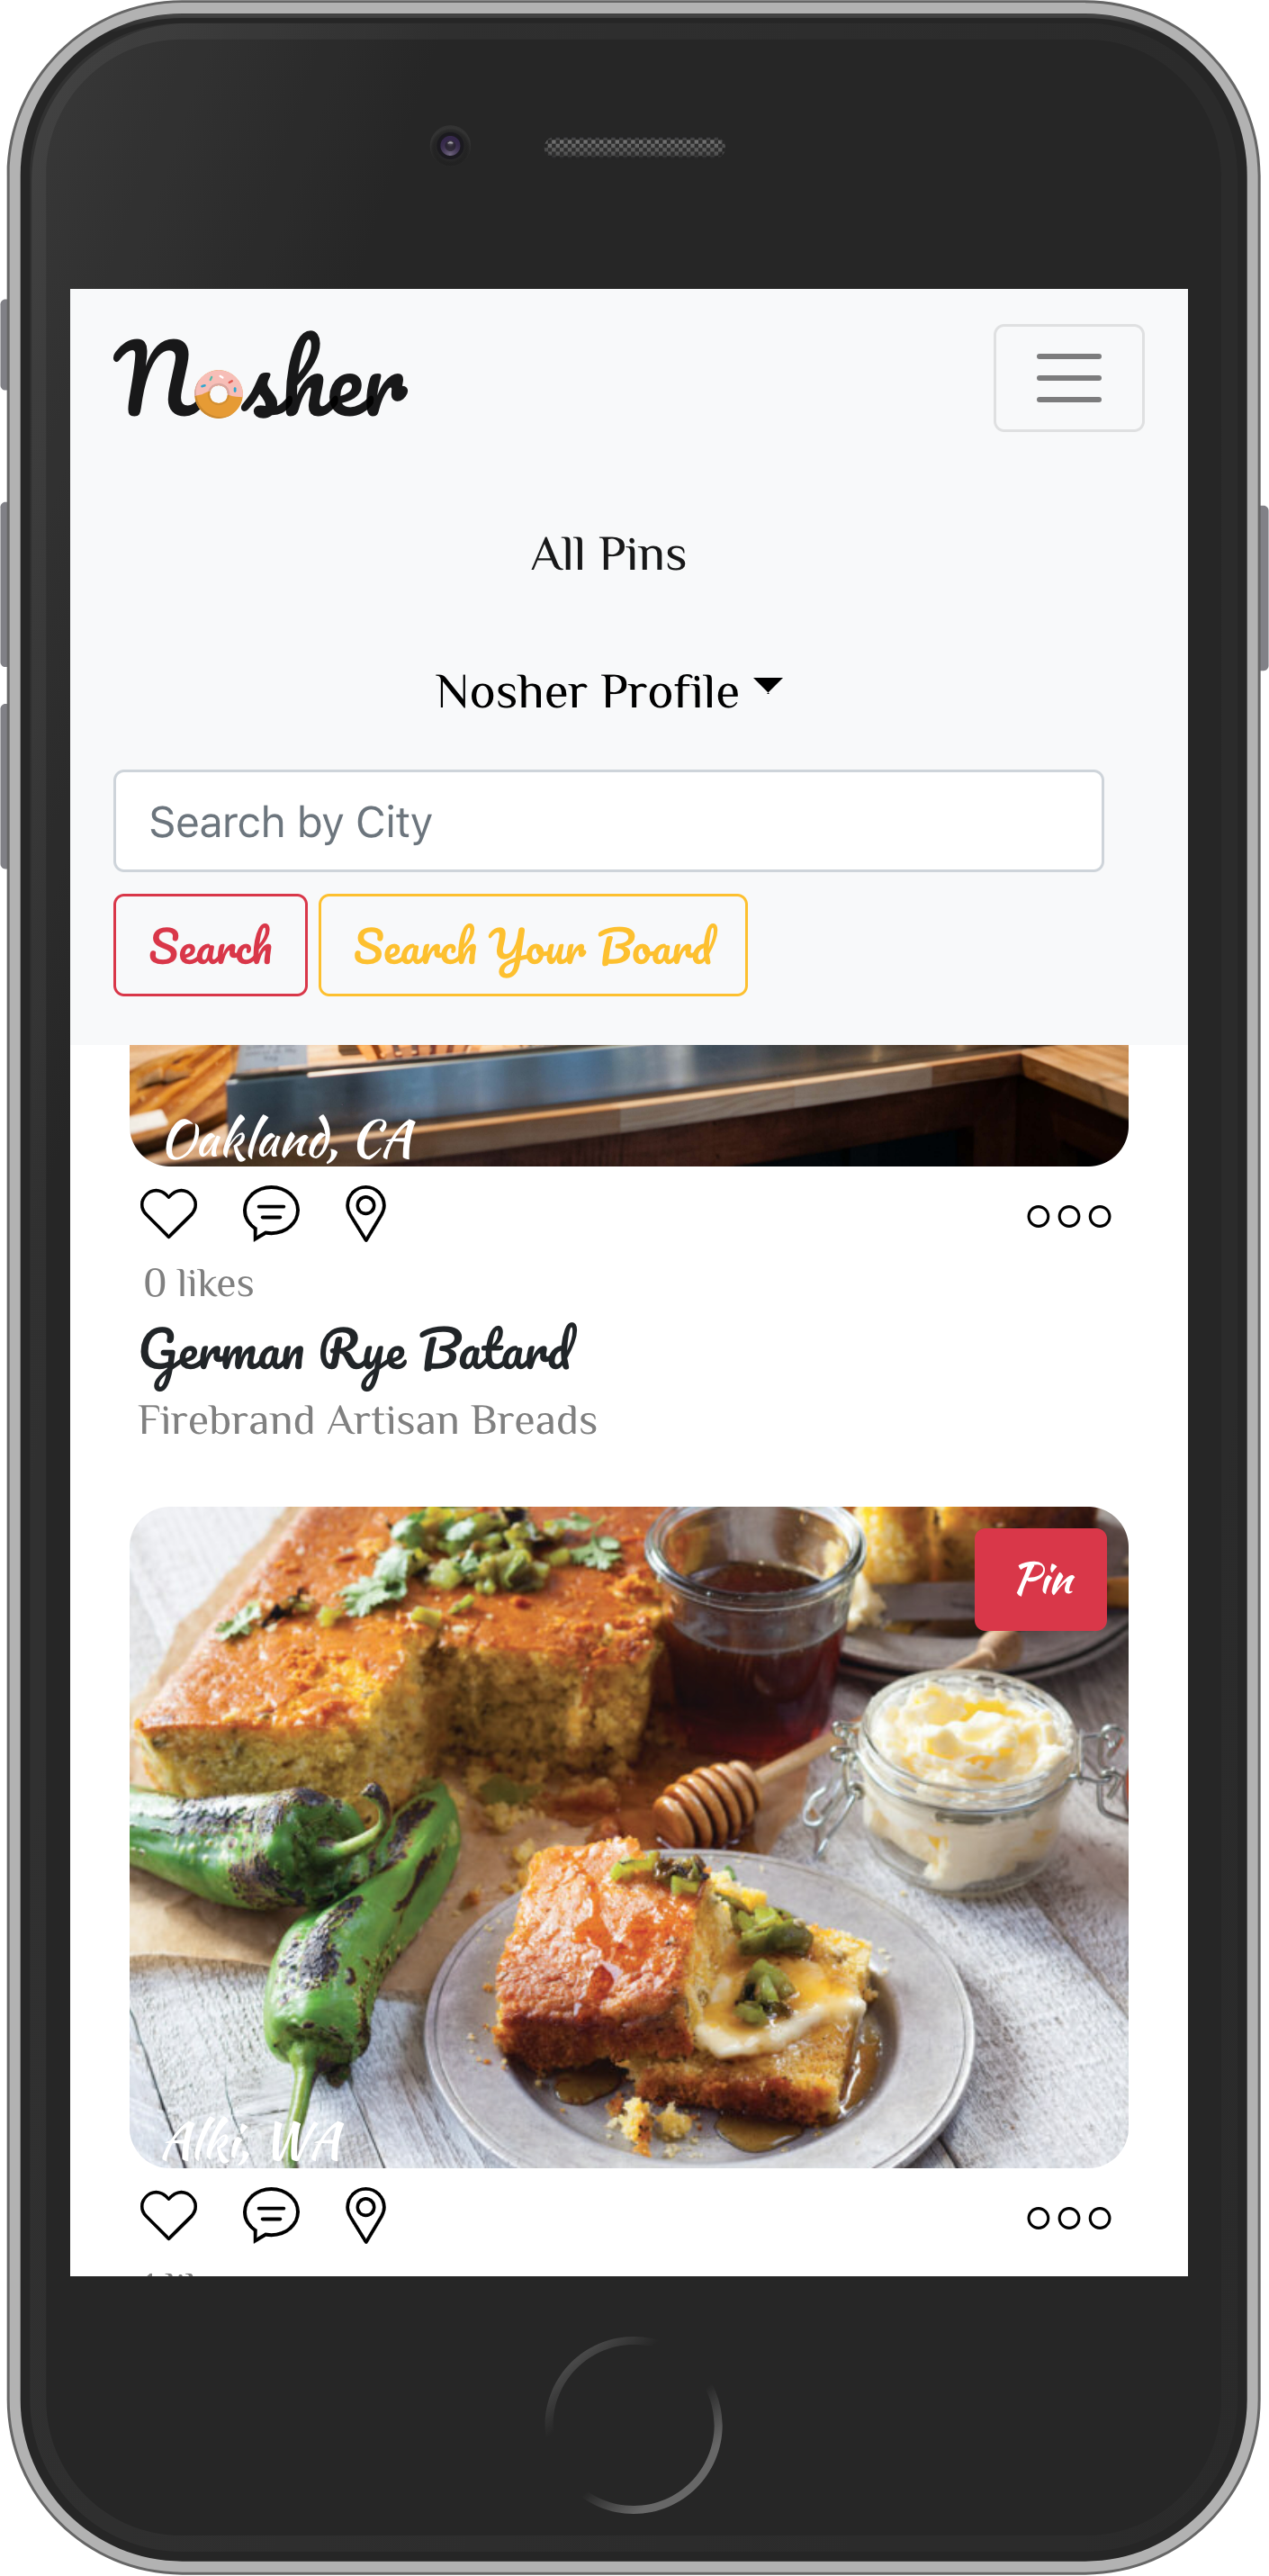 Nosher
All Pins
Nosher Profile
Search by City
Search Search Your Board
Oakland, CA
0 likes
German Rye Batard
Firebrand Artisan Breads
Pin
Alki, WA